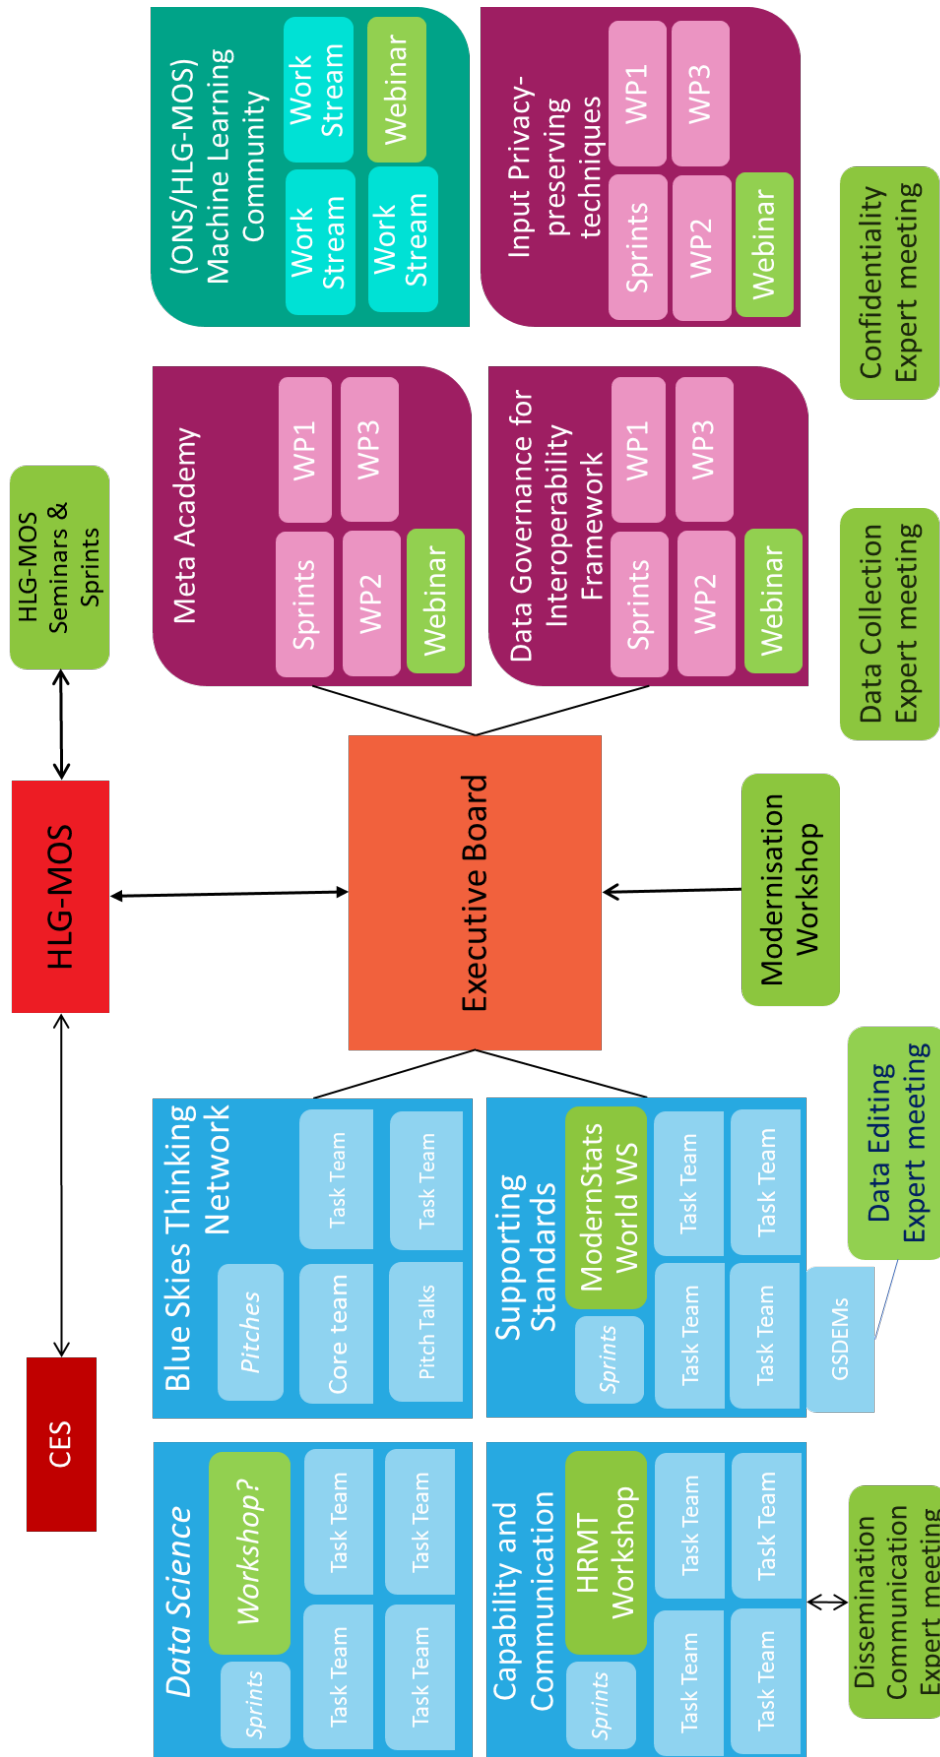 CES
HLG-MOS
HLG-MOS
Seminars &
Sprints
Data Science
Sprints
Workshop?
Task Team
Task Team
Task Team
Task Team
Blue Skies Thinking
Network
Pitches
Core team
Task Team
Pitch Talks
Task Team
Capability and
Communication
Sprints
HRMT
Workshop
Task Team
Task Team
Task Team
Task Team
Supporting
Standards
Sprints
ModernStats
World WS
Task Team
Task Team
Task Team
Task Team
GSDEMs
Executive Board
Meta Academy
Sprints
WP1
WP2
WP3
Webinar
Data Governance for
Interoperability
Framework
Sprints
WP1
WP2
WP3
Webinar
(ONS/HLG-MOS)
Machine Learning
Community
Work
Stream
Work
Stream
Work
Stream
Webinar
Input Privacy-
preserving
techniques
Sprints
WP1
WP2
WP3
Webinar
Dissemination
Communication
Expert meeting
Data Editing
Expert meeting
Modernisation
Workshop
Data Collection
Expert meeting
Confidentiality
Expert meeting